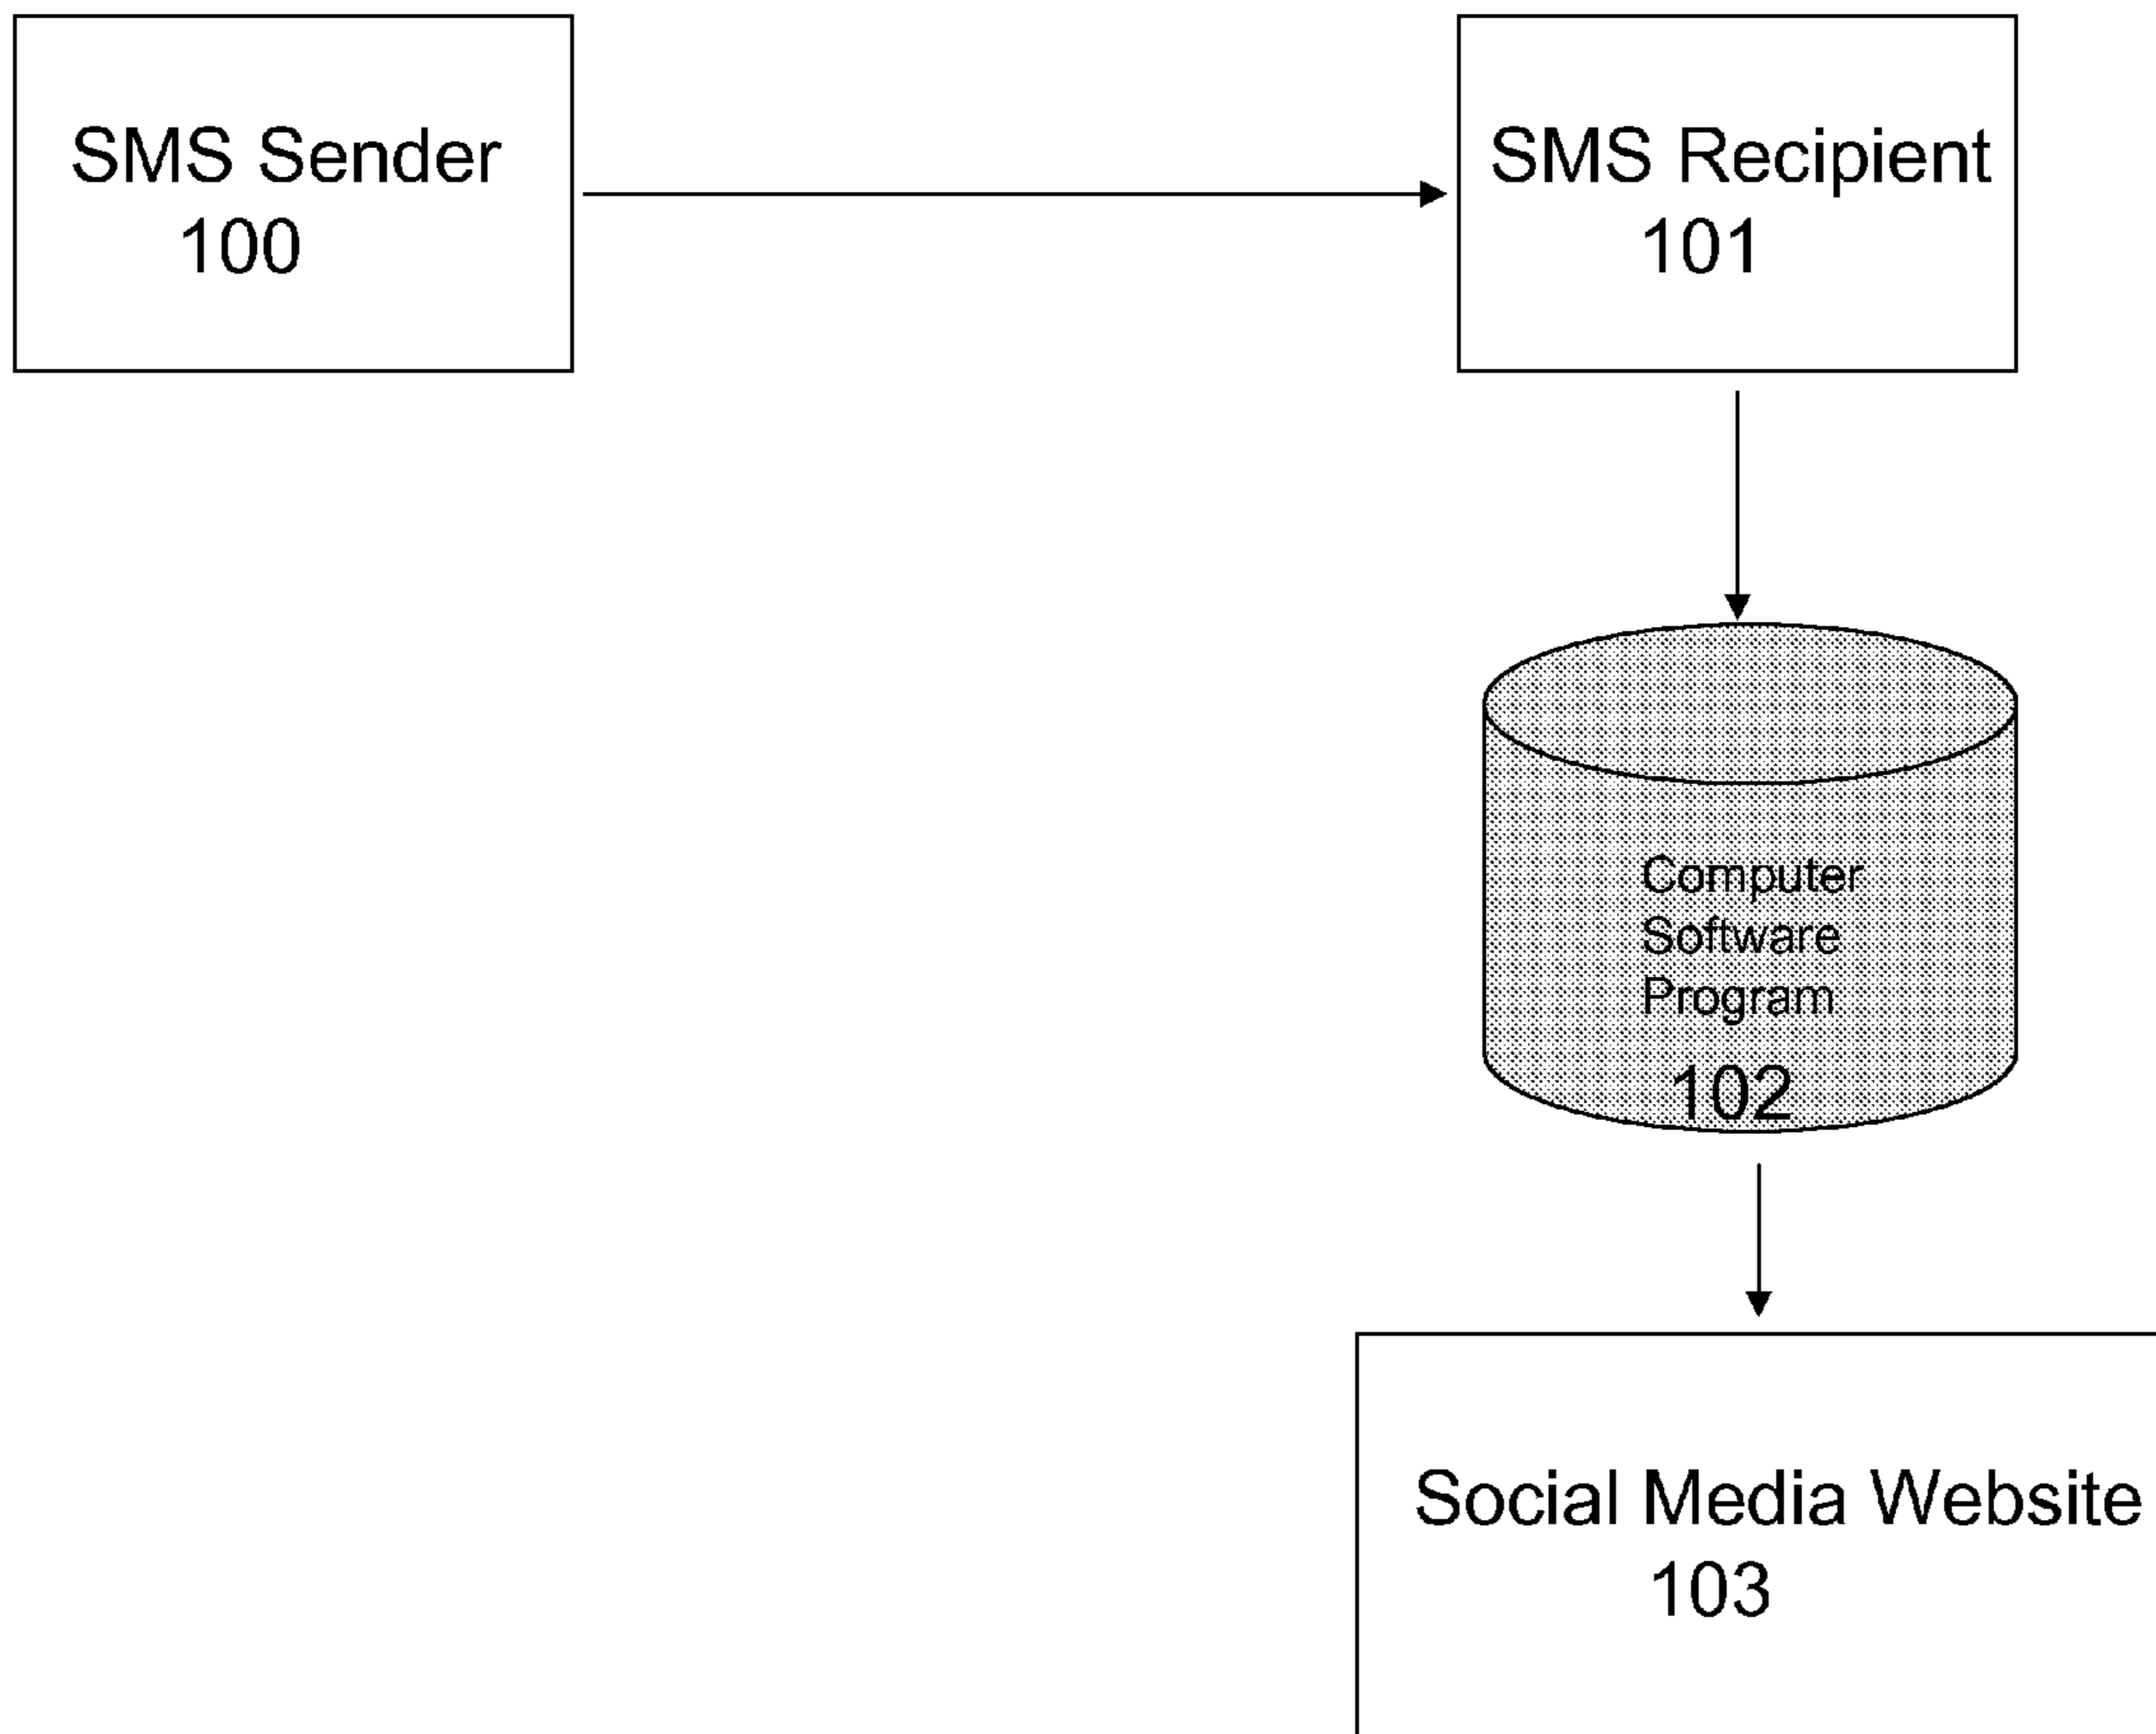 SMS Sender
100
SMS Recipient
101
Computer
Software
Program
102
Social Media Website
103